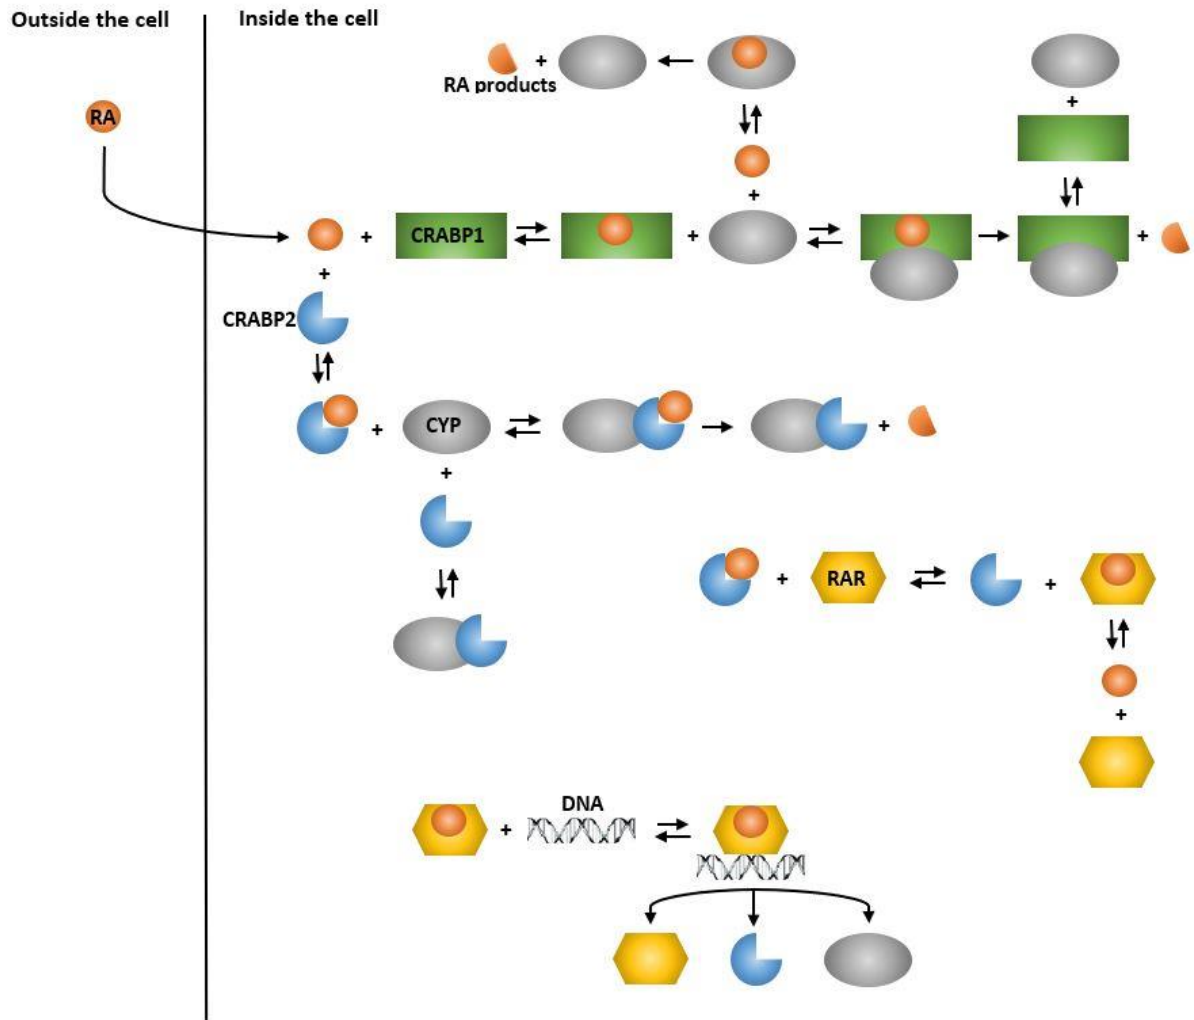 Outside the cell
Inside the cell
+
RA products
RA
+
+
+
CRABP1
+
+
+
CRABP2
+
CYP
+
+
+
RAR
+
+
DNA
+